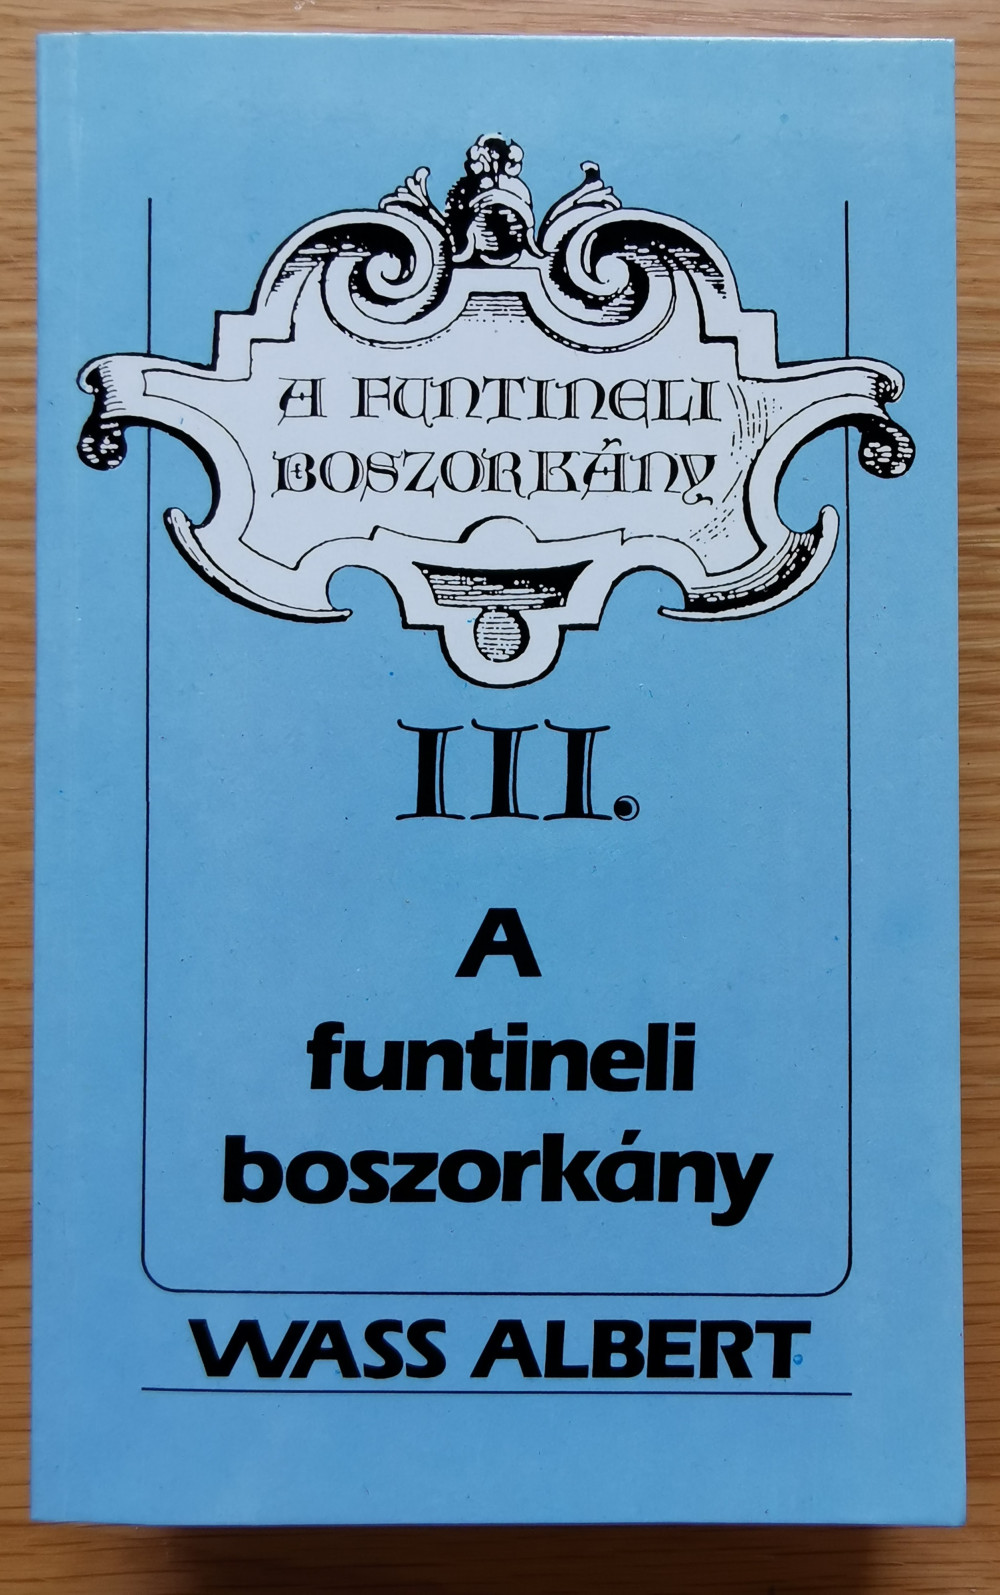 A FUNTINELI
BOSZORKÁNY
III.
A
funtineli
boszorkány
WASS ALBERT